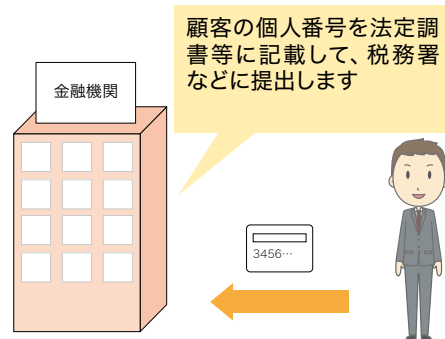 顧客の個人番号を法定調
書等に記載して、税務署
などに提出します
金融機関
3456…